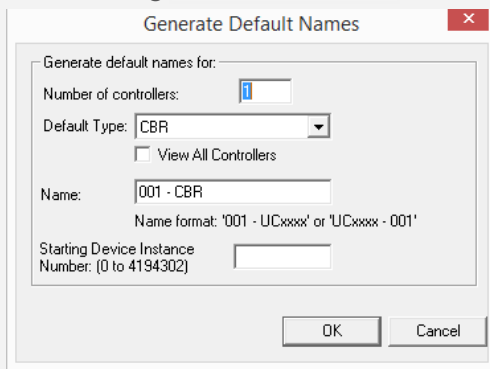 Generate Default Names
Generate default names for:
Number of controllers: 1
Default Type: CBR
View All Controllers
Name: 001 - CBR
Name format: '001 - UCxxxx' or 'UCxxxx - 001'
Starting Device Instance
Number: (0 to 4194302)
OK Cancel